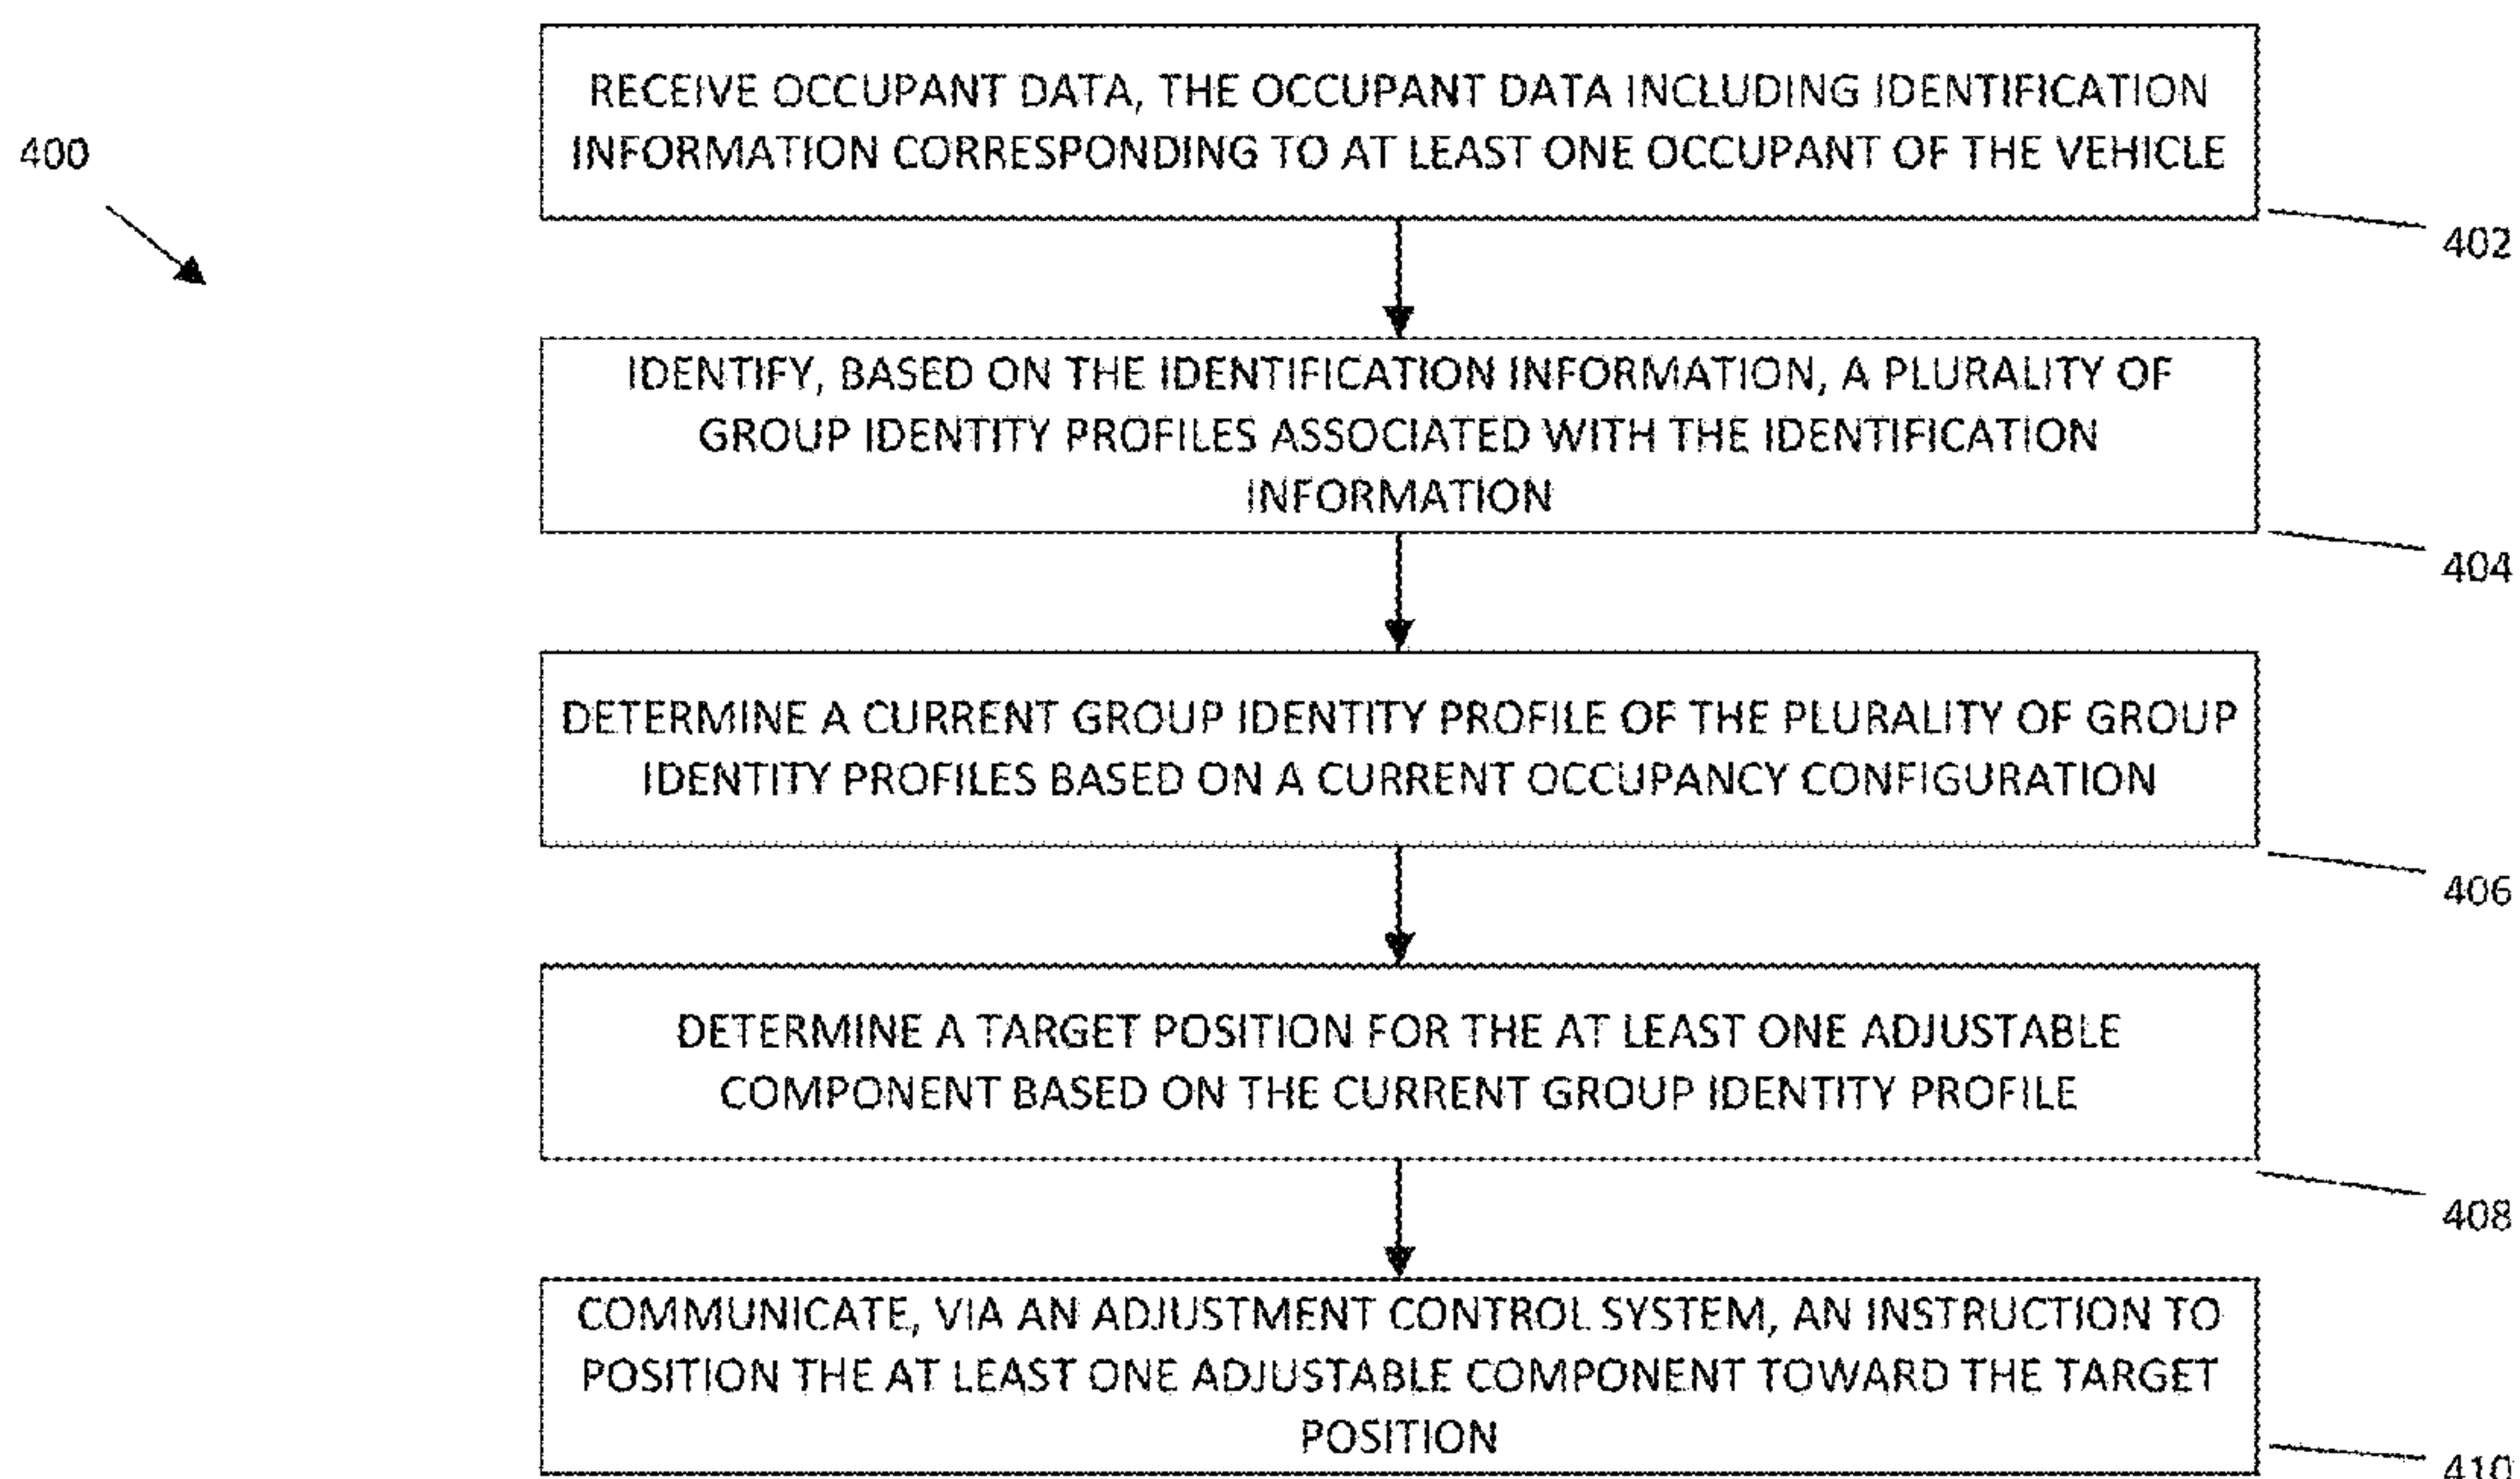 400
RECEIVE OCCUPANT DATA, THE OCCUPANT DATA INCLUDING IDENTIFICATION
INFORMATION CORRESPONDING TO AT LEAST ONE OCCUPANT OF THE VEHICLE
402
IDENTIFY, BASED ON THE IDENTIFICATION INFORMATION, A PLURALITY OF
GROUP IDENTITY PROFILES ASSOCIATED WITH THE IDENTIFICATION
INFORMATION
404
DETERMINE A CURRENT GROUP IDENTITY PROFILE OF THE PLURALITY OF GROUP
IDENTITY PROFILES BASED ON A CURRENT OCCUPANCY CONFIGURATION
406
DETERMINE A TARGET POSITION FOR THE AT LEAST ONE ADJUSTABLE
COMPONENT BASED ON THE CURRENT GROUP IDENTITY PROFILE
408
COMMUNICATE, VIA AN ADJUSTMENT CONTROL SYSTEM, AN INSTRUCTION TO
POSITION THE AT LEAST ONE ADJUSTABLE COMPONENT TOWARD THE TARGET
POSITION
410